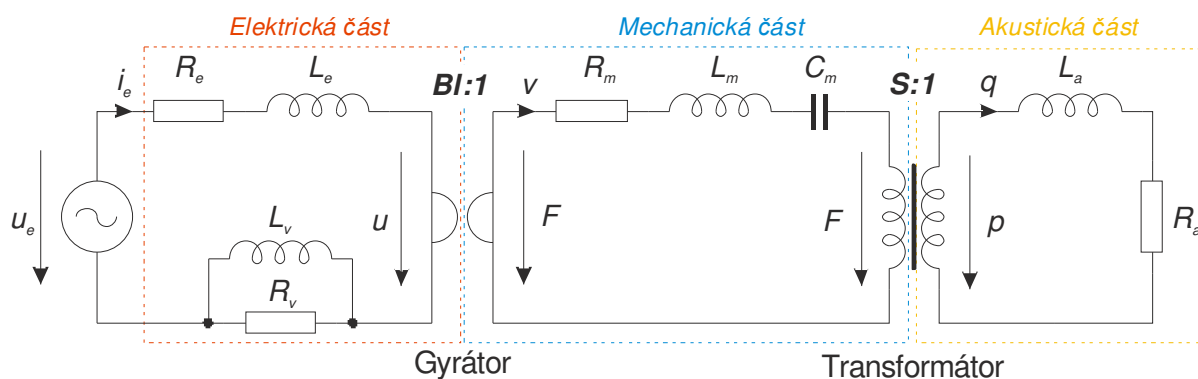 Elektrická část
Mechanická část
Akustická část
i_e
R_e
L_e
Bl:1
v
R_m
L_m
C_m
S:1
q
L_a
u_e
L_v
R_v
u
F
F
p
R_a
Gyrátor
Transformátor